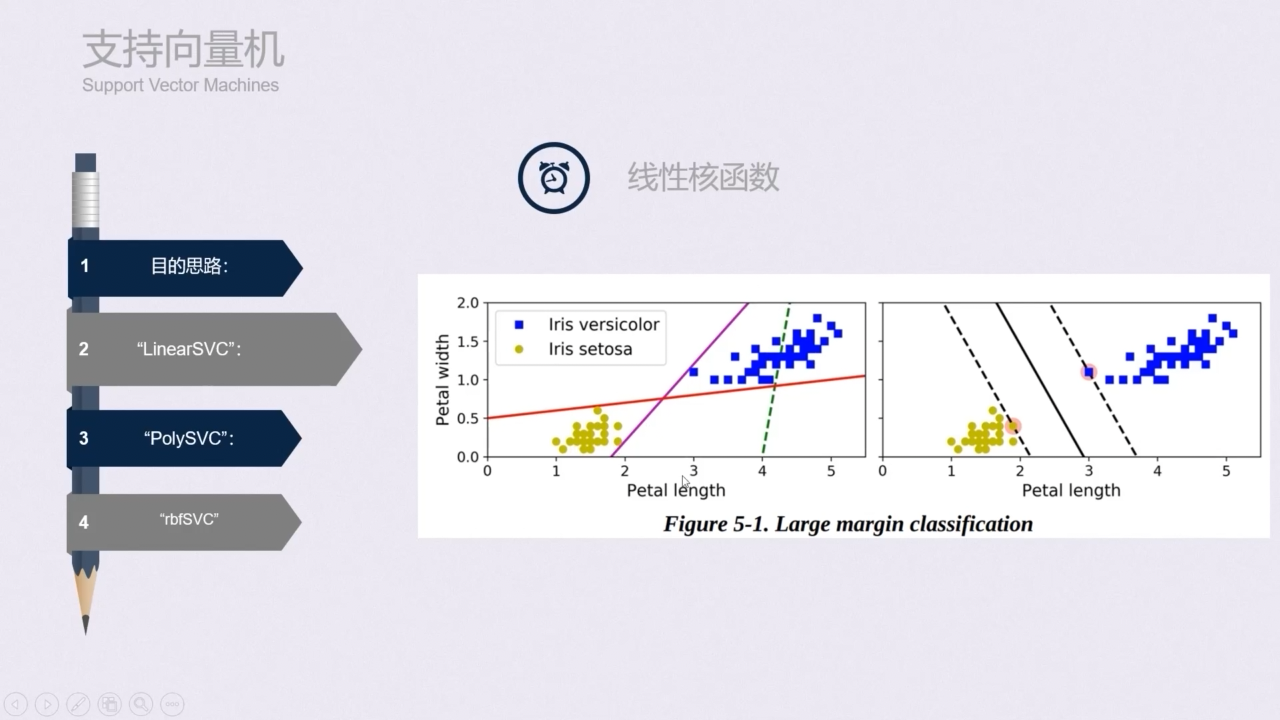 支持向量机
Support Vector Machines
线性核函数
1 目的思路：
2 “LinearSVC”：
3 “PolySVC”：
4 “rbfSVC”
Iris versicolor
Iris setosa
Petal width
2.0
1.5
1.0
0.5
0.0
0 1 2 3 4 5
Petal length
0 1 2 3 4 5
Petal length
Figure 5-1. Large margin classification